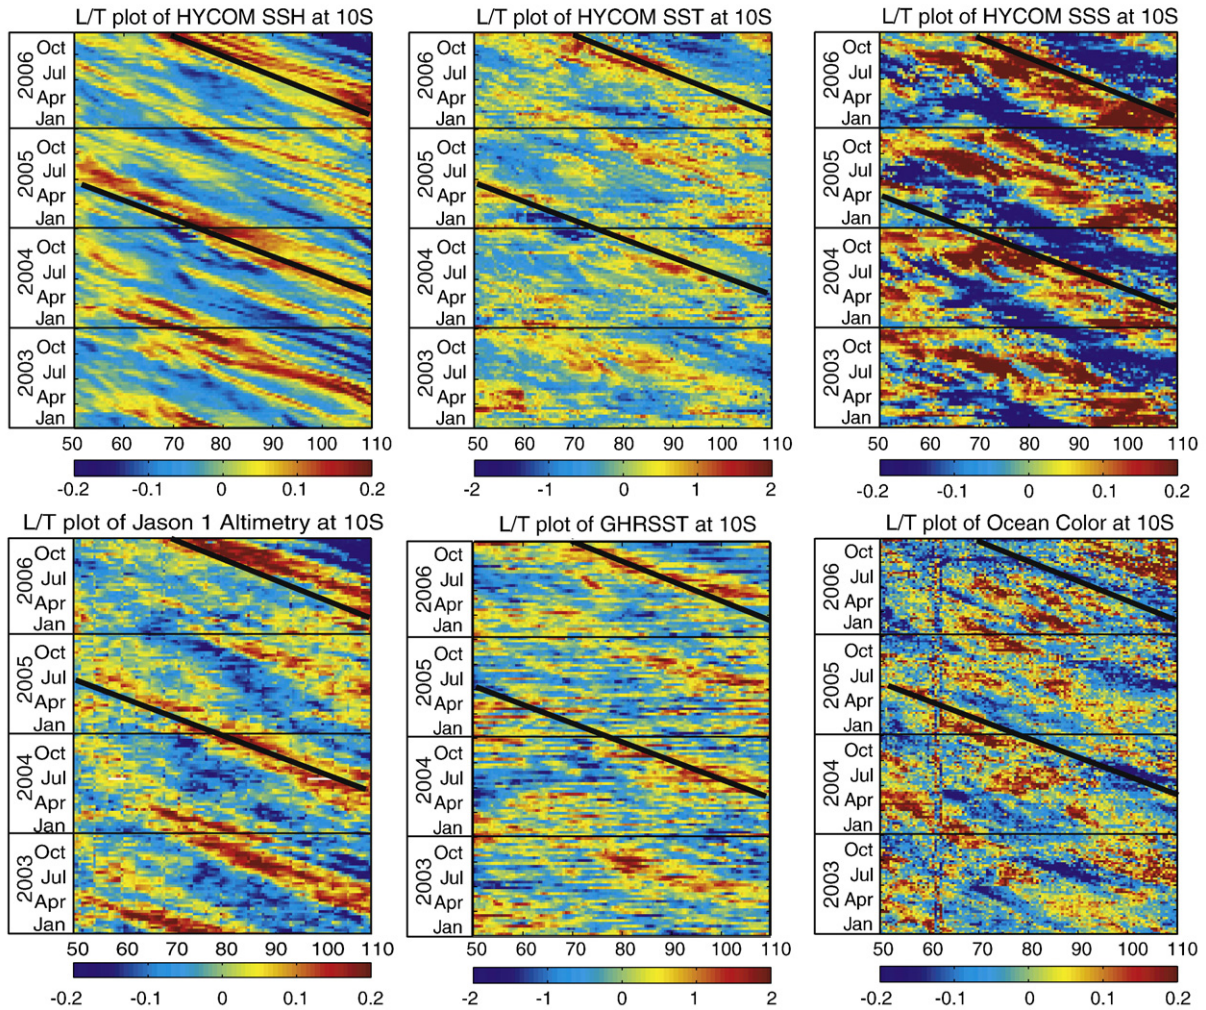 L/T plot of HYCOM SSH at 10S
2006
Oct
Jul
Apr
Jan
2005
Oct
Jul
Apr
Jan
2004
Oct
Jul
Apr
Jan
2003
Oct
Jul
Apr
Jan
50 60 70 80 90 100 110
-0.2 -0.1 0 0.1 0.2
L/T plot of HYCOM SST at 10S
2006
Oct
Jul
Apr
Jan
2005
Oct
Jul
Apr
Jan
2004
Oct
Jul
Apr
Jan
2003
Oct
Jul
Apr
Jan
50 60 70 80 90 100 110
-2 -1 0 1 2
L/T plot of HYCOM SSS at 10S
2006
Oct
Jul
Apr
Jan
2005
Oct
Jul
Apr
Jan
2004
Oct
Jul
Apr
Jan
2003
Oct
Jul
Apr
Jan
50 60 70 80 90 100 110
-0.2 -0.1 0 0.1 0.2
L/T plot of Jason 1 Altimetry at 10S
2006
Oct
Jul
Apr
Jan
2005
Oct
Jul
Apr
Jan
2004
Oct
Jul
Apr
Jan
2003
Oct
Jul
Apr
Jan
50 60 70 80 90 100 110
-0.2 -0.1 0 0.1 0.2
L/T plot of GHRSST at 10S
2006
Oct
Jul
Apr
Jan
2005
Oct
Jul
Apr
Jan
2004
Oct
Jul
Apr
Jan
2003
Oct
Jul
Apr
Jan
50 60 70 80 90 100 110
-2 -1 0 1 2
L/T plot of Ocean Color at 10S
2006
Oct
Jul
Apr
Jan
2005
Oct
Jul
Apr
Jan
2004
Oct
Jul
Apr
Jan
2003
Oct
Jul
Apr
Jan
50 60 70 80 90 100 110
-0.2 -0.1 0 0.1 0.2